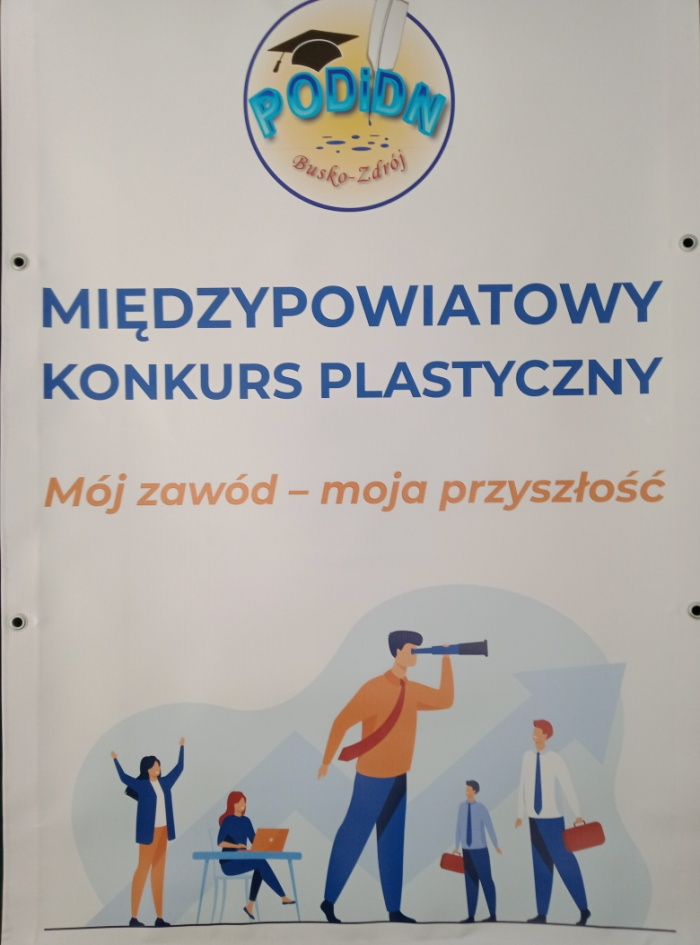 PODiDN
Busko-Zdrój
MIĘDZYPOWIATOWY
KONKURS PLASTYCZNY
Mój zawód – moja przyszłość